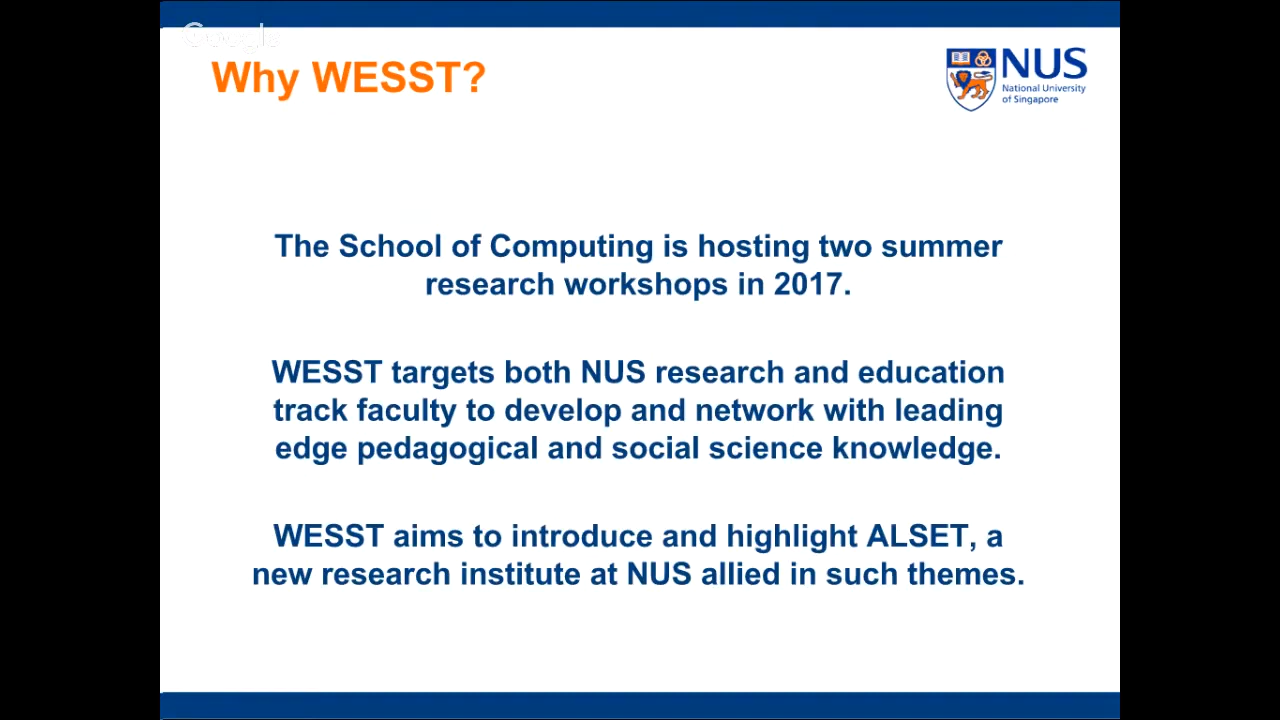 Google
Why WESST?
NUS
National University
of Singapore
The School of Computing is hosting two summer
research workshops in 2017.
WESST targets both NUS research and education
track faculty to develop and network with leading
edge pedagogical and social science knowledge.
WESST aims to introduce and highlight ALSET, a
new research institute at NUS allied in such themes.